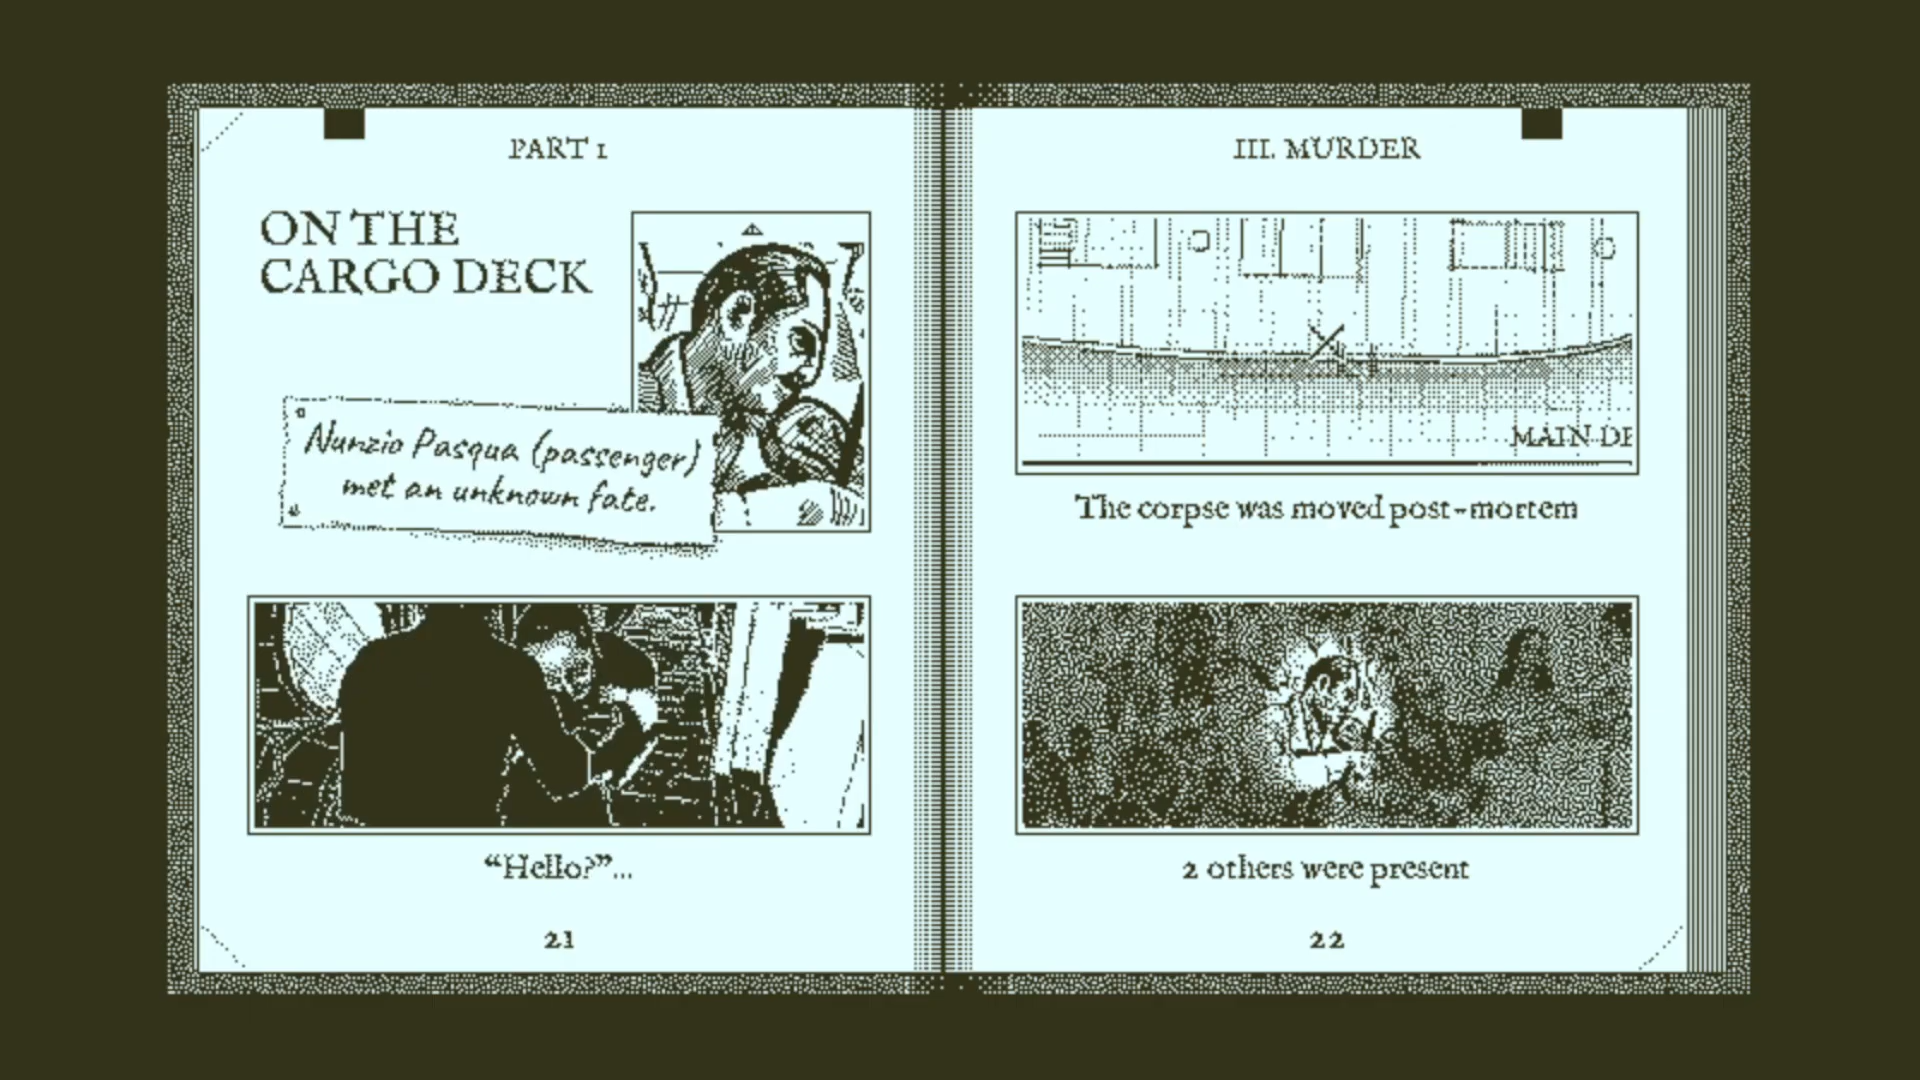 PART 1
ON THE
CARGO DECK
Nunzio Pasqua (passenger)
met an unknown fate.
"Hello?"...
21
III. MURDER
MAIN DE
The corpse was moved post-mortem
2 others were present
22